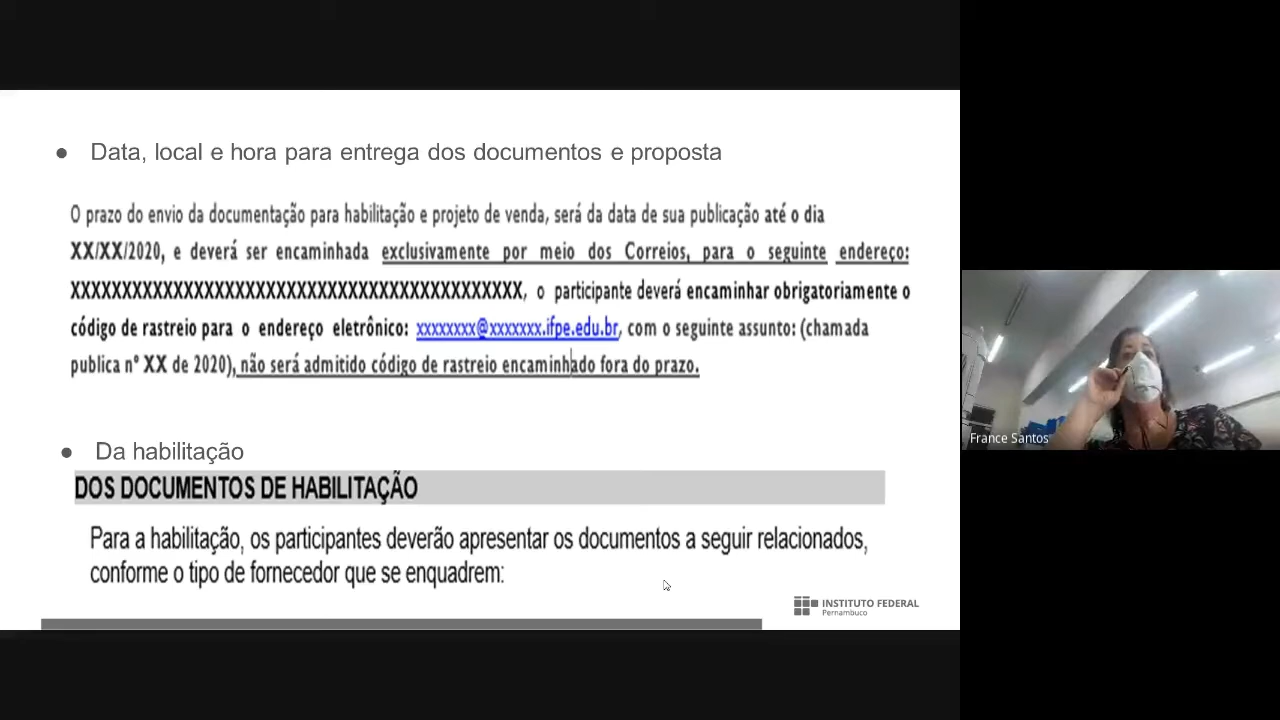 ● Data, local e hora para entrega dos documentos e proposta
O prazo do envio da documentação para habilitação e projeto de venda, será da data de sua publicação até o dia
XX/XX/2020, e deverá ser encaminhada exclusivamente por meio dos Correios, para o seguinte endereço:
XXXXXXXXXXXXXXXXXXXXXXXXXXXXXXXXXXXXXXXXXXXX, o participante deverá encaminhar obrigatoriamente o
código de rastreio para o endereço eletrônico: xxxxxxxx@xxxxxxx.ifpe.edu.br, com o seguinte assunto: (chamada
publica nº XX de 2020), não será admitido código de rastreio encaminhado fora do prazo.
● Da habilitação
DOS DOCUMENTOS DE HABILITAÇÃO
Para a habilitação, os participantes deverão apresentar os documentos a seguir relacionados,
conforme o tipo de fornecedor que se enquadrem:
INSTITUTO FEDERAL
Pernambuco
France Santos